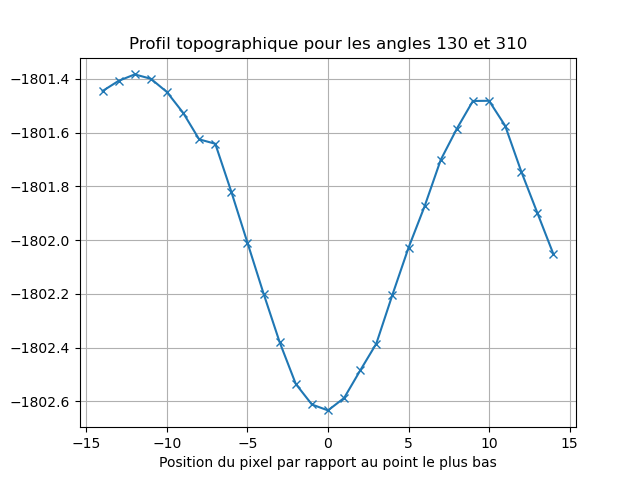 Profil topographique pour les angles 130 et 310
−1801.4
−1801.6
−1801.8
−1802.0
−1802.2
−1802.4
−1802.6
−15 −10 −5 0 5 10 15
Position du pixel par rapport au point le plus bas